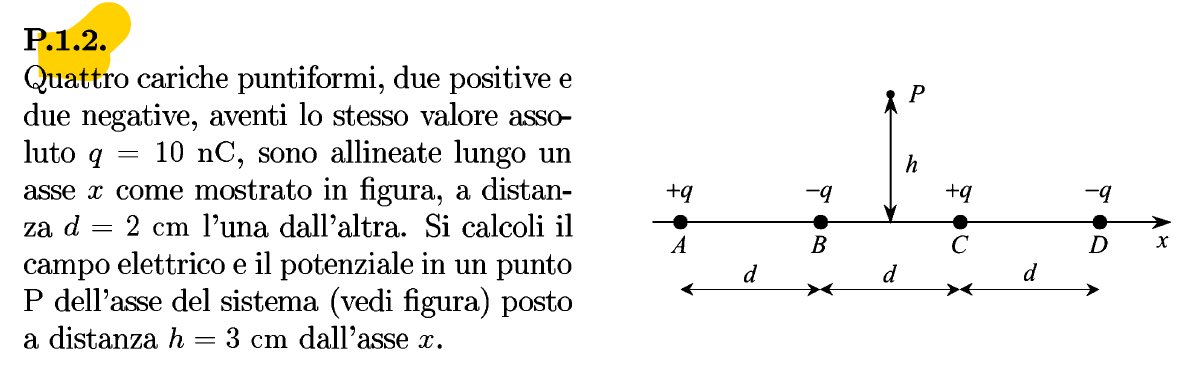 P.1.2.
Quattro cariche puntiformi, due positive e
due negative, aventi lo stesso valore asso-
luto q = 10 nC, sono allineate lungo un
asse x come mostrato in figura, a distan-
za d = 2 cm l'una dall'altra. Si calcoli il
campo elettrico e il potenziale in un punto
P dell'asse del sistema (vedi figura) posto
a distanza h = 3 cm dall'asse x.
P
h
+q −q +q −q
A B C D x
d d d